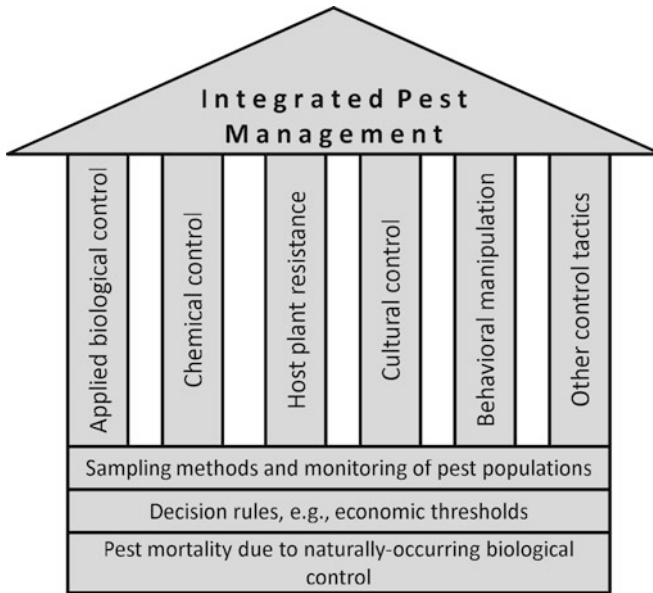 Integrated Pest
Management
Applied biological control
Chemical control
Host plant resistance
Cultural control
Behavioral manipulation
Other control tactics
Sampling methods and monitoring of pest populations
Decision rules, e.g., economic thresholds
Pest mortality due to naturally-occurring biological
control